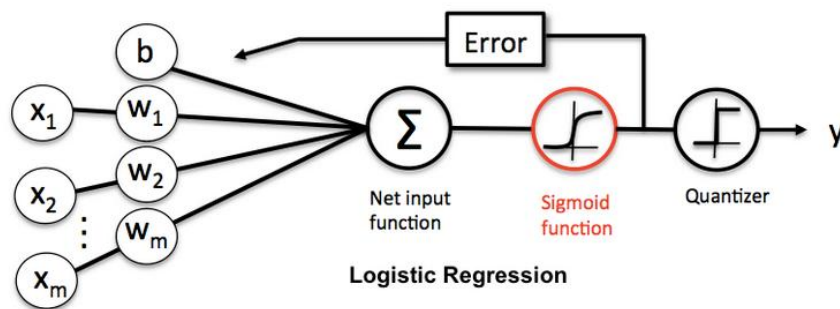 b
Error
x₁
w₁
x₂
w₂
⋮
xₘ
wₘ
Σ
Net input
function
Sigmoid
function
Quantizer
y
Logistic Regression